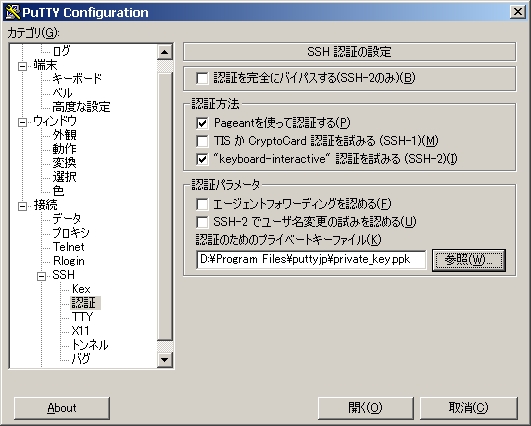 PuTTY Configuration
カテゴリ(G):
ログ
端末
キーボード
ベル
高度な設定
ウィンドウ
外観
動作
変換
選択
色
接続
データ
プロキシ
Telnet
Rlogin
SSH
Kex
認証
TTY
X11
トンネル
バグ
SSH 認証の設定
認証を完全にバイパスする(SSH-2のみ)(B)
認証方法
Pageantを使って認証する(P)
TIS か CryptoCard 認証を試みる (SSH-1)(M)
"keyboard-interactive" 認証を試みる (SSH-2)(I)
認証パラメータ
エージェントフォワーディングを認める(F)
SSH-2 でユーザ名変更の試みを認める(U)
認証のためのプライベートキーファイル(K)
D:¥Program Files¥puttyjp¥private_key.ppk
参照(W)...
About
開く(O)
取消(C)